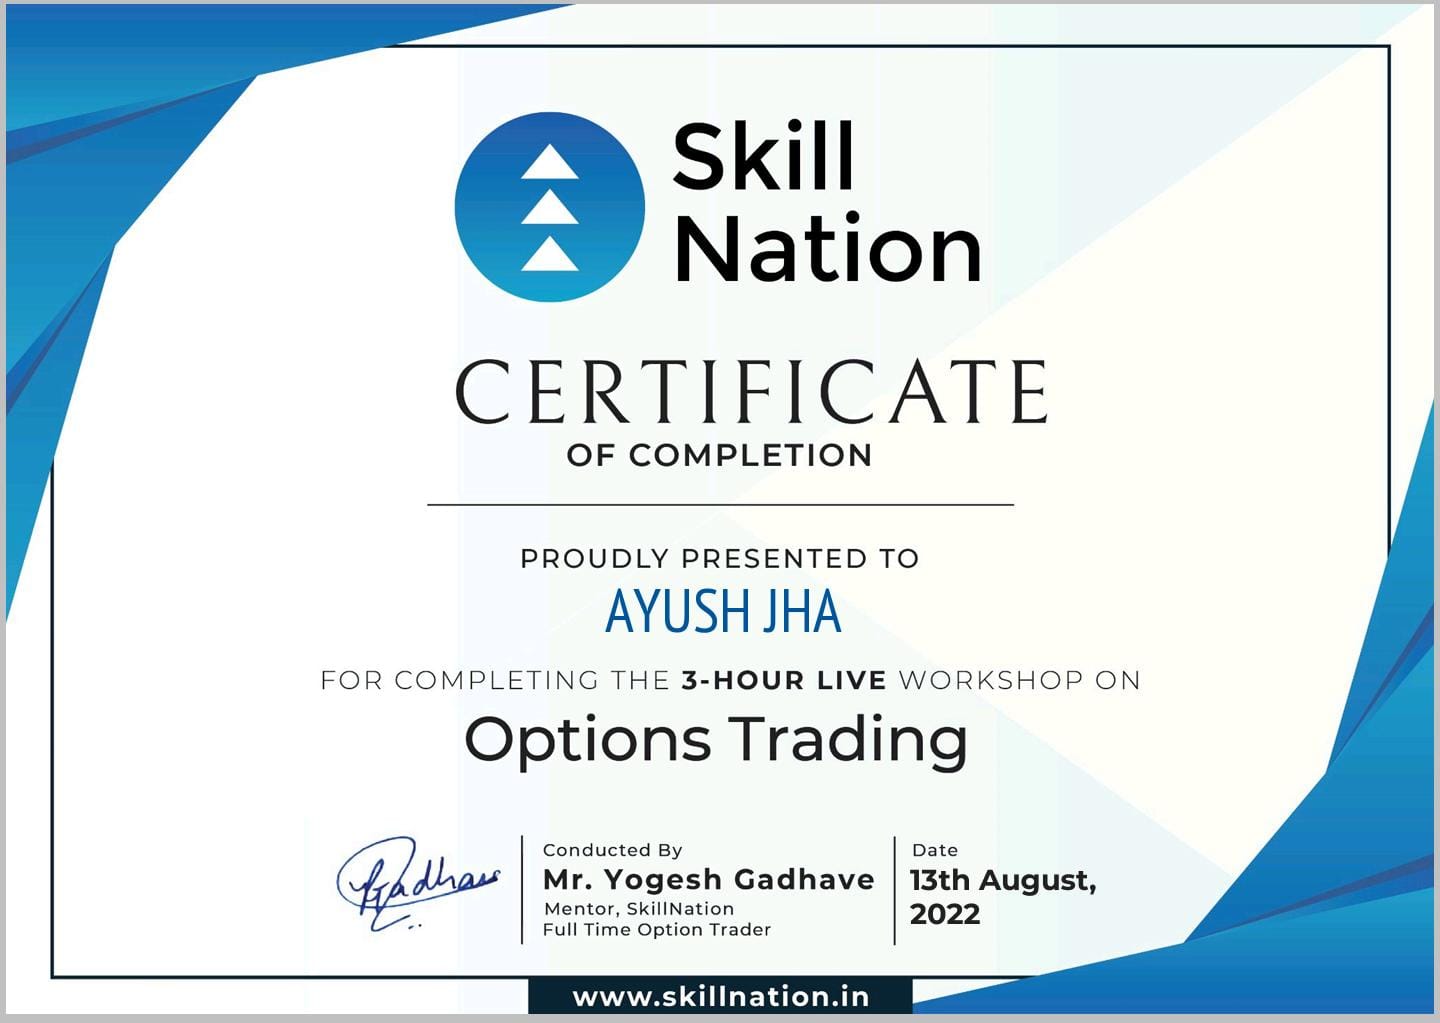 Skill
Nation
CERTIFICATE
OF COMPLETION
PROUDLY PRESENTED TO
AYUSH JHA
FOR COMPLETING THE 3-HOUR LIVE WORKSHOP ON
Options Trading
Gadhave
Conducted By
Mr. Yogesh Gadhave
Mentor, SkillNation
Full Time Option Trader
Date
13th August,
2022
www.skillnation.in